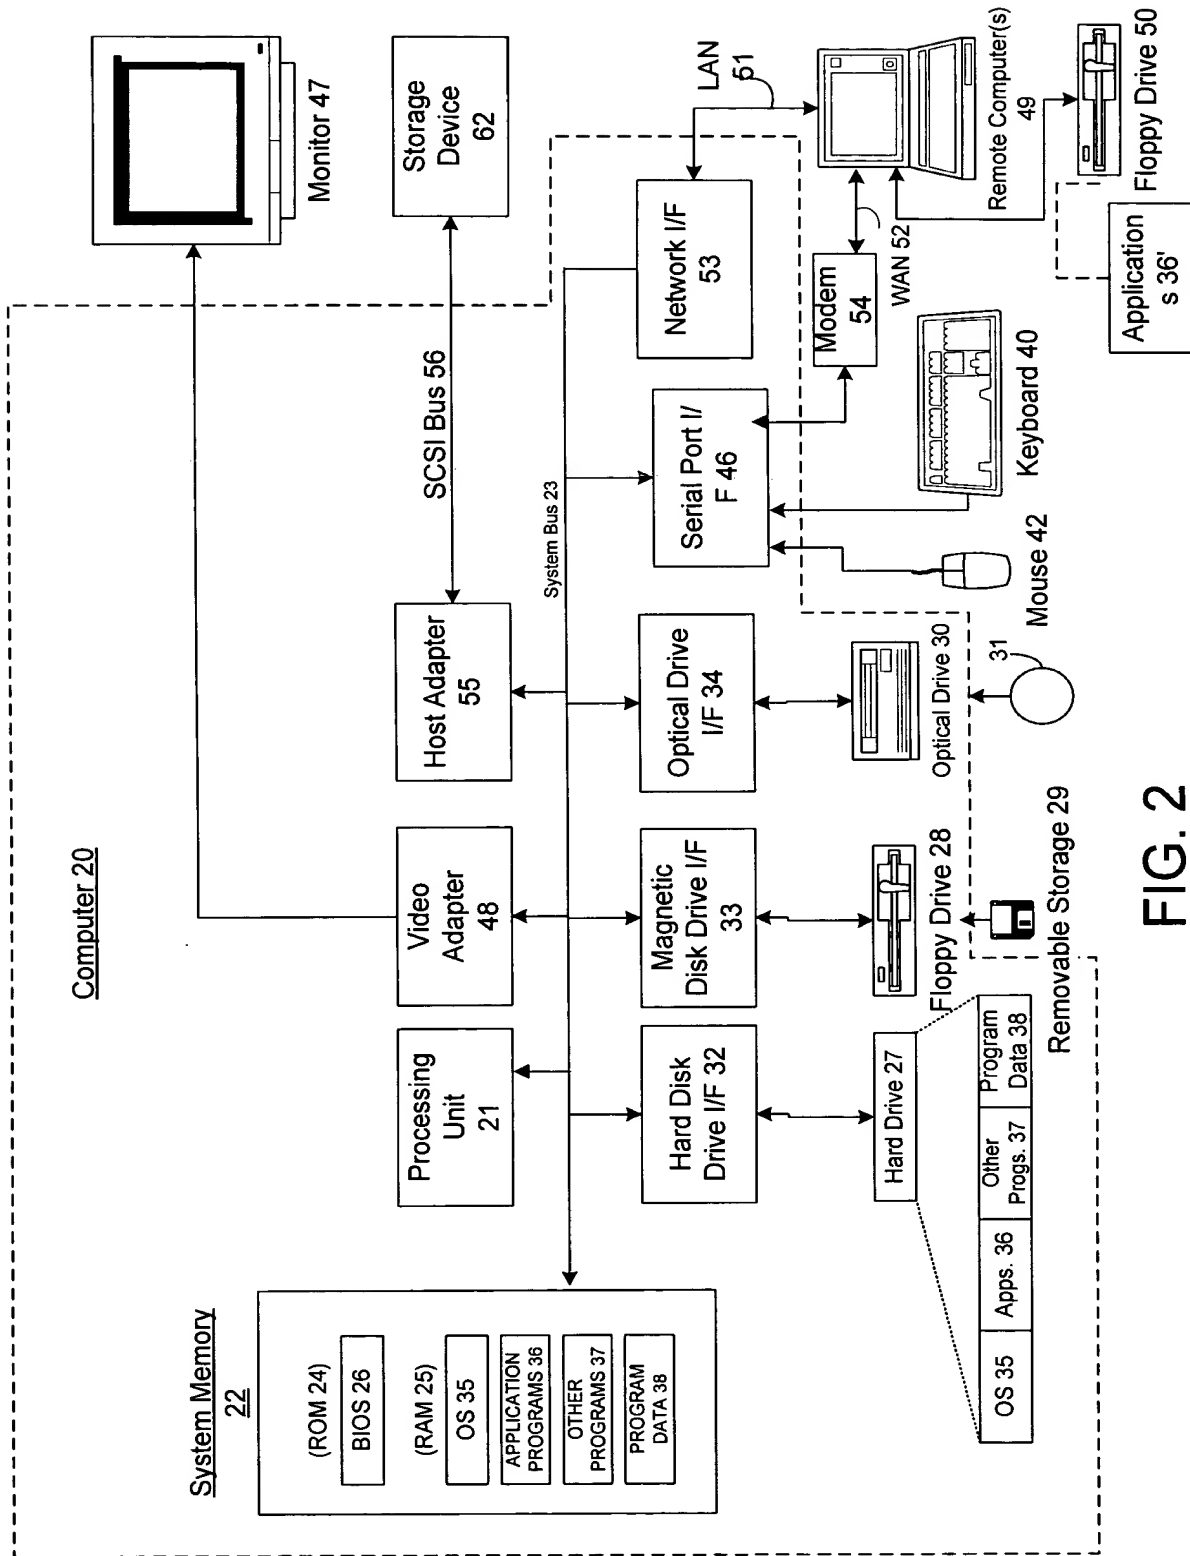 Computer 20
System Memory
22
(ROM 24)
BIOS 26
(RAM 25)
OS 35
APPLICATION
PROGRAMS 36
OTHER
PROGRAMS 37
PROGRAM
DATA 38
Processing
Unit
21
Video
Adapter
48
Host Adapter
55
SCSI Bus 56
Monitor 47
Storage
Device
62
System Bus 23
Hard Disk
Drive I/F 32
Magnetic
Disk Drive I/F
33
Optical Drive
I/F 34
Serial Port I/
F 46
Network I/F
53
LAN
51
Hard Drive 27
Floppy Drive 28
Optical Drive 30
Modem
54
WAN 52
Remote Computer(s)
49
OS 35
Apps. 36
Other
Progs. 37
Program
Data 38
Removable Storage 29
31
Mouse 42
Keyboard 40
Floppy Drive 50
Application
s 36'
FIG. 2